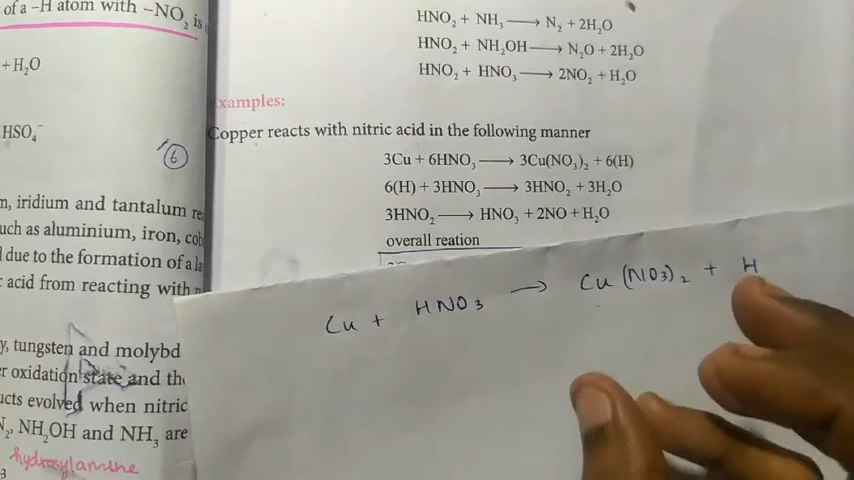 of a –H atom with –NO₂ is
+ H₂O
HSO₄⁻
6
, iridium and tantalum
uch as aluminium, iron,
due to the formation of a
acid from reacting with
y, tungsten and molybd
r oxidation state and the
ucts evolved when nitric
N₂, NH₂OH and NH₃ are
hydroxylamine
HNO₂ + NH₃ ⟶ N₂ + 2H₂O
HNO₂ + NH₂OH ⟶ N₂O + 2H₂O
HNO₂ + HNO₃ ⟶ 2NO₂ + H₂O
xamples:
Copper reacts with nitric acid in the following manner
3Cu + 6HNO₃ ⟶ 3Cu(NO₃)₂ + 6(H)
6(H) + 3HNO₃ ⟶ 3HNO₂ + 3H₂O
3HNO₂ ⟶ HNO₃ + 2NO + H₂O
overall reation
Cu + HNO₃ → Cu (NO₃)₂ + H